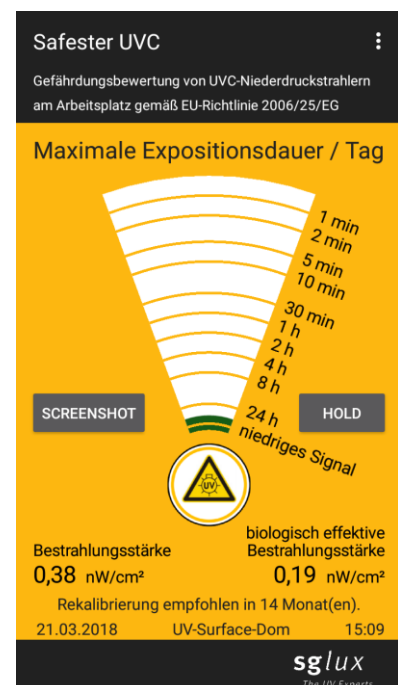 Safester UVC
Gefährdungsbewertung von UVC-Niederdruckstrahlern
am Arbeitsplatz gemäß EU-Richtlinie 2006/25/EG
Maximale Expositionsdauer / Tag
1 min
2 min
5 min
10 min
30 min
1 h
2 h
4 h
8 h
24 h
niedriges Signal
SCREENSHOT
HOLD
UV
Bestrahlungsstärke
0,38 nW/cm²
biologisch effektive
Bestrahlungsstärke
0,19 nW/cm²
Rekalibrierung empfohlen in 14 Monat(en).
21.03.2018 UV-Surface-Dom 15:09
sglux
The UV Experts